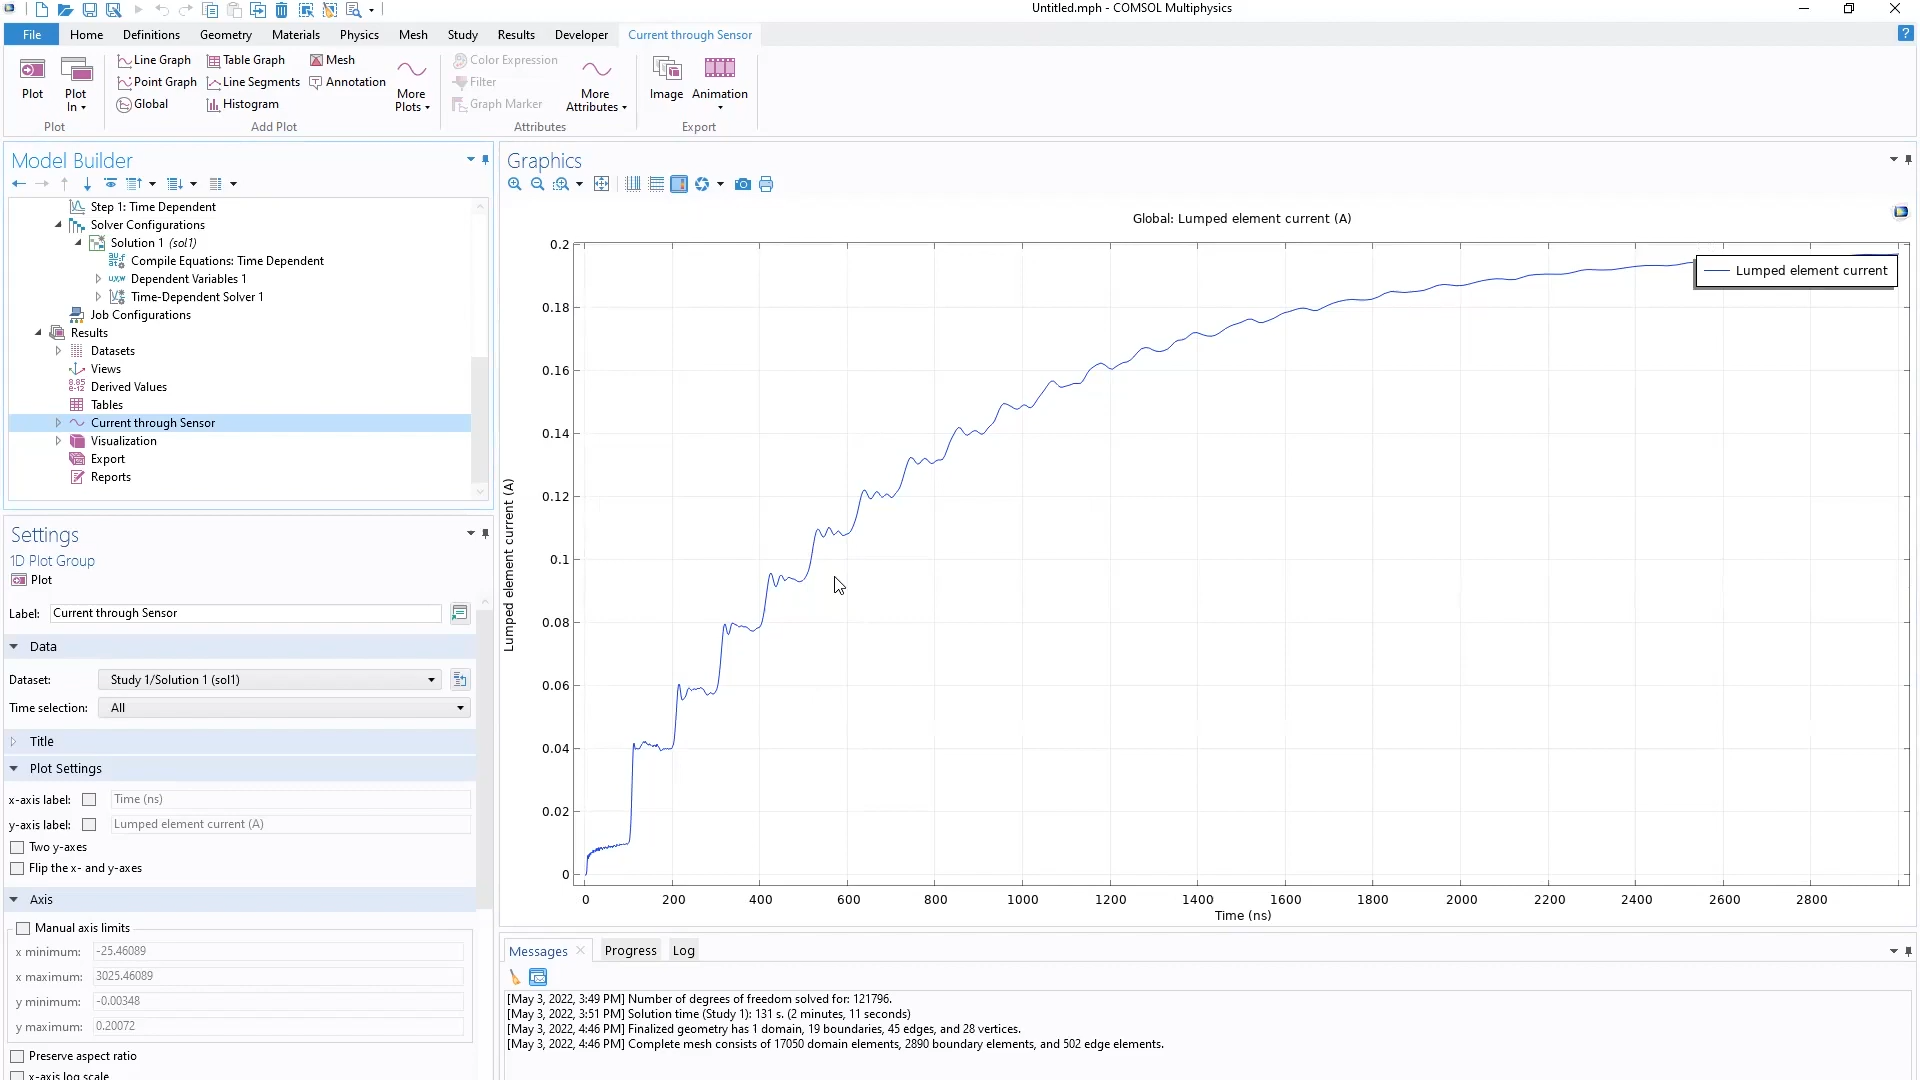 Untitled.mph - COMSOL Multiphysics
File Home Definitions Geometry Materials Physics Mesh Study Results Developer Current through Sensor
Line Graph Table Graph Mesh Color Expression
Point Graph Line Segments Annotation Filter
Global Histogram Graph Marker
Plot Plot In More Plots More Attributes Image Animation
Plot Add Plot Attributes Export
Model Builder
Step 1: Time Dependent
Solver Configurations
Solution 1 (sol1)
Compile Equations: Time Dependent
Dependent Variables 1
Time-Dependent Solver 1
Job Configurations
Results
Datasets
Views
Derived Values
Tables
Current through Sensor
Visualization
Export
Reports
Settings
1D Plot Group
Plot
Label: Current through Sensor
Data
Dataset: Study 1/Solution 1 (sol1)
Time selection: All
Title
Plot Settings
x-axis label: Time (ns)
y-axis label: Lumped element current (A)
Two y-axes
Flip the x- and y-axes
Axis
Manual axis limits
x minimum: -25.46089
x maximum: 3025.46089
y minimum: -0.00348
y maximum: 0.20072
Preserve aspect ratio
x-axis log scale
Graphics
Global: Lumped element current (A)
Lumped element current
0.2
0.18
0.16
0.14
0.12
0.1
0.08
0.06
0.04
0.02
0
Lumped element current (A)
0 200 400 600 800 1000 1200 1400 1600 1800 2000 2200 2400 2600 2800
Time (ns)
Messages Progress Log
[May 3, 2022, 3:49 PM] Number of degrees of freedom solved for: 121796.
[May 3, 2022, 3:51 PM] Solution time (Study 1): 131 s. (2 minutes, 11 seconds)
[May 3, 2022, 4:46 PM] Finalized geometry has 1 domain, 19 boundaries, 45 edges, and 28 vertices.
[May 3, 2022, 4:46 PM] Complete mesh consists of 17050 domain elements, 2890 boundary elements, and 502 edge elements.